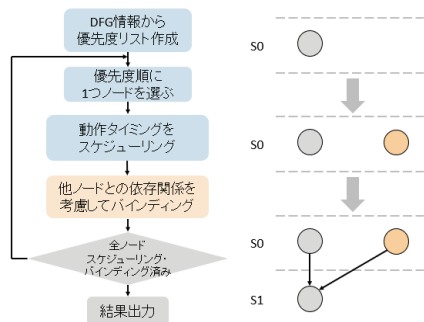 DFG情報から
優先度リスト作成
優先度順に
1つノードを選ぶ
動作タイミングを
スケジューリング
他ノードとの依存関係を
考慮してバインディング
全ノード
スケジューリング・
バインディング済み
結果出力
S0
S0
S0
S1